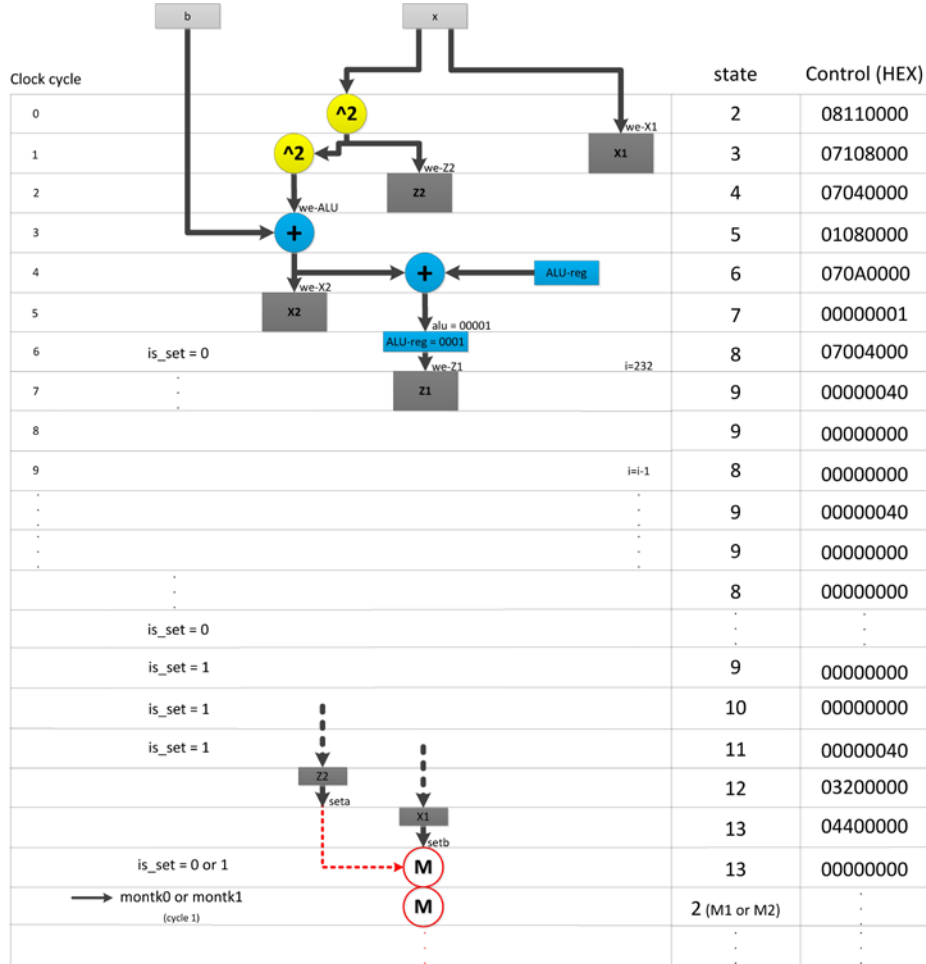 b x
Clock cycle state Control (HEX)
0 ^2 2 08110000
we-X1
1 ^2 X1 3 07108000
we-Z2
2 Z2 4 07040000
we-ALU
3 + 5 01080000
4 + ALU-reg 6 070A0000
we-X2
5 X2 7 00000001
alu = 00001
6 is_set = 0 ALU-reg = 0001 8 07004000
we-Z1 i=232
7 Z1 9 00000040
8 9 00000000
9 i=i-1 8 00000000
9 00000040
9 00000000
8 00000000
is_set = 0
is_set = 1 9 00000000
is_set = 1 10 00000000
is_set = 1 11 00000040
Z2 12 03200000
seta
X1 13 04400000
setb
is_set = 0 or 1 M 13 00000000
montk0 or montk1 M 2 (M1 or M2)
(cycle 1)